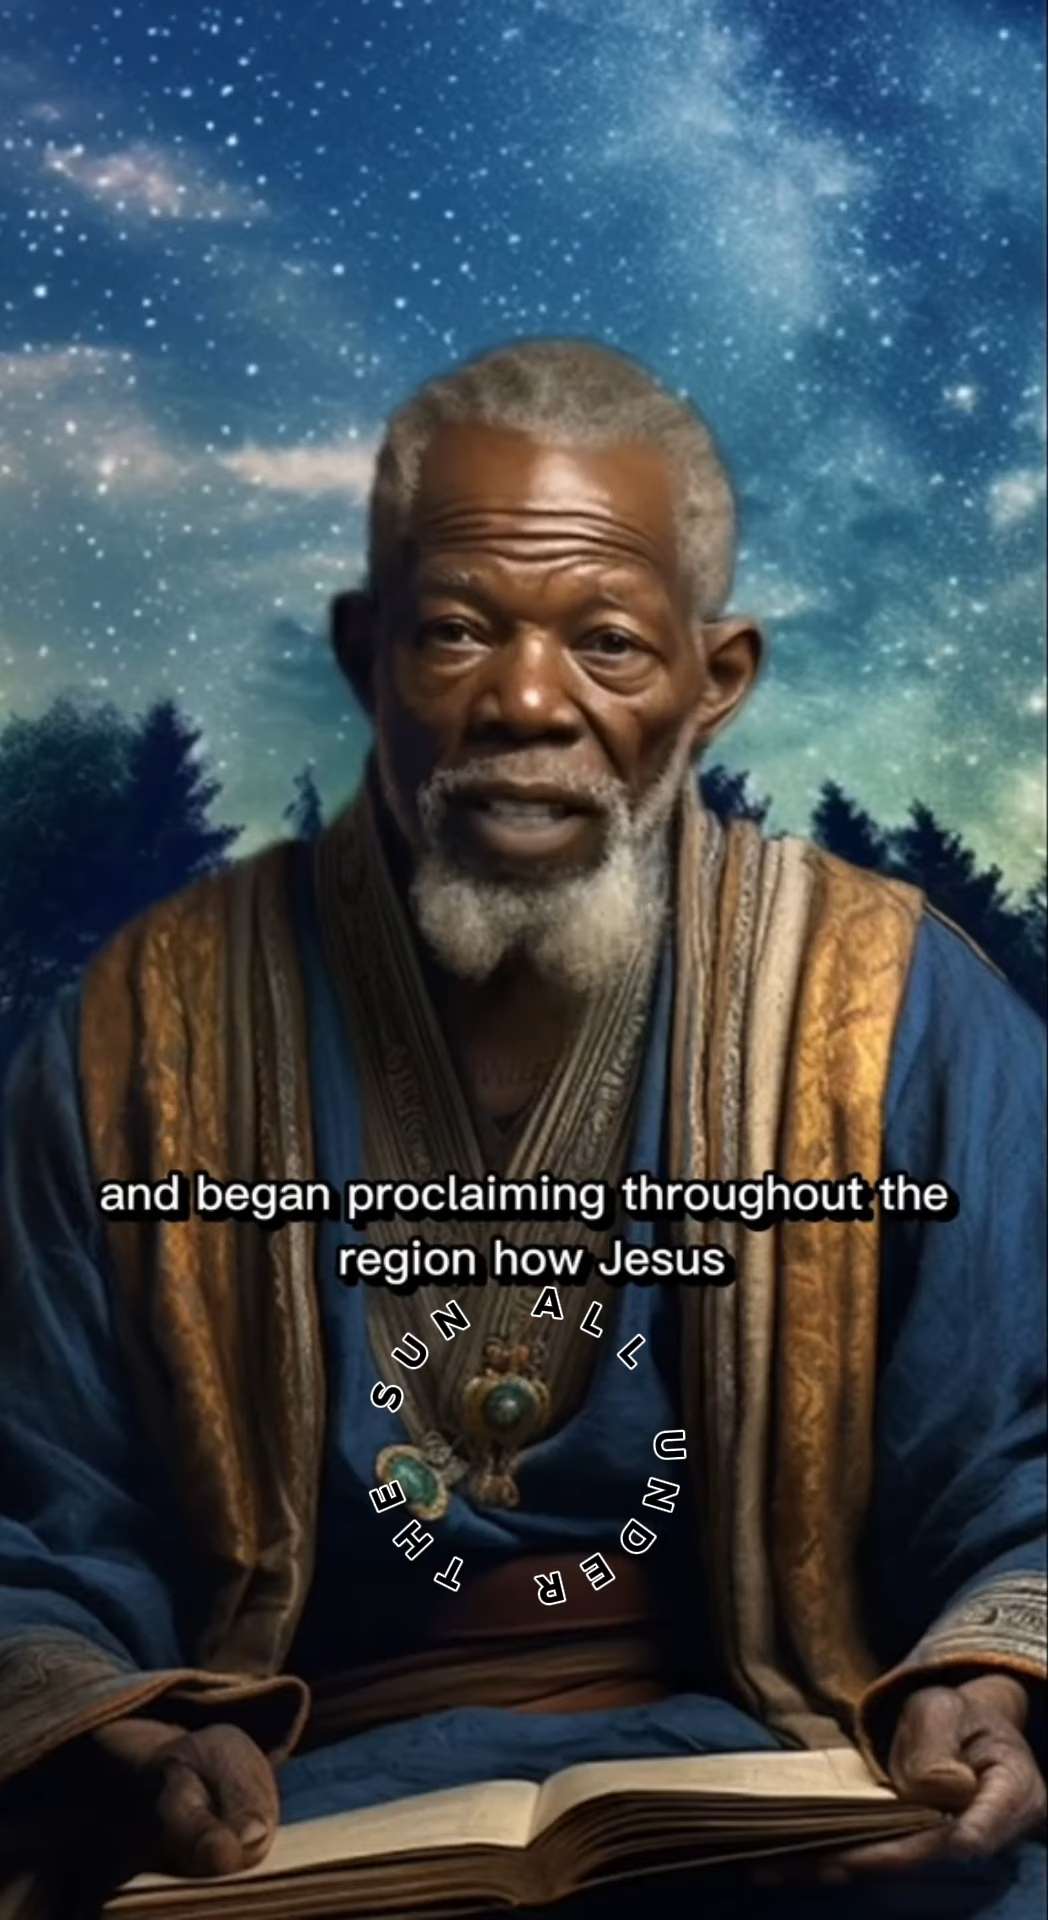 and began proclaiming throughout the
region how Jesus
ALL UNDER THE SUN